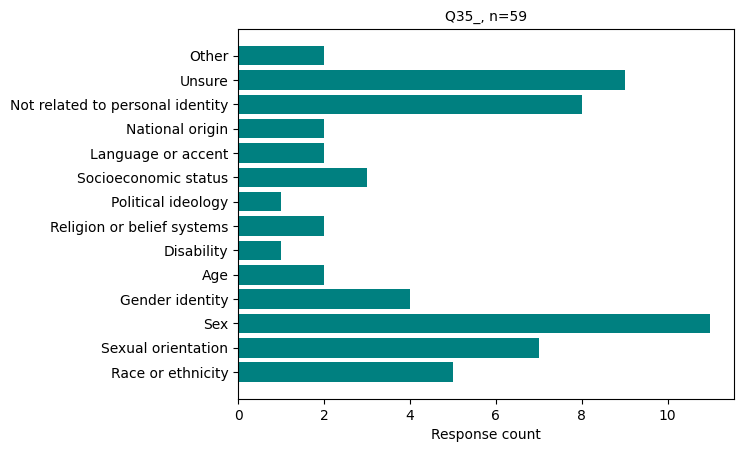 Q35_, n=59
Other
Unsure
Not related to personal identity
National origin
Language or accent
Socioeconomic status
Political ideology
Religion or belief systems
Disability
Age
Gender identity
Sex
Sexual orientation
Race or ethnicity
0 2 4 6 8 10
Response count